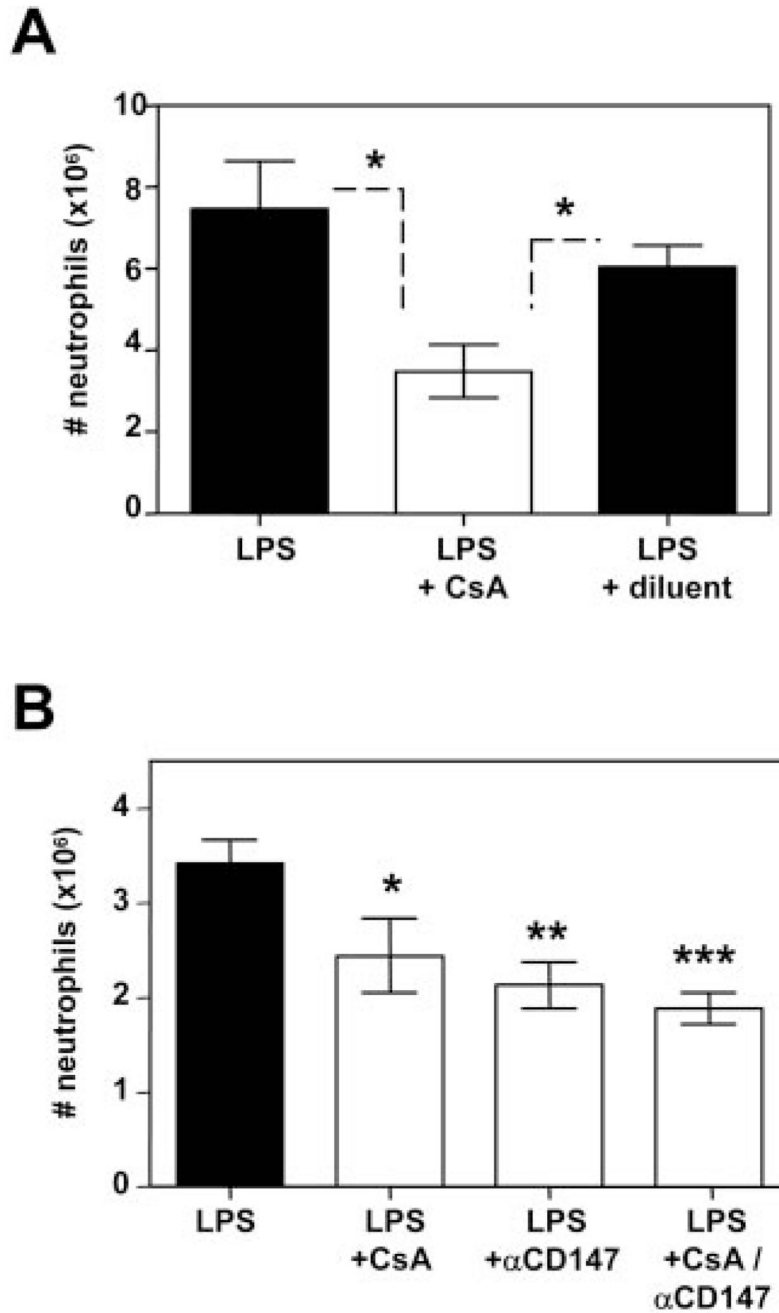 A
# neutrophils (x10⁶)
10
8
6
4
2
0
*
*
LPS
LPS
+ CsA
LPS
+ diluent
B
# neutrophils (x10⁶)
4
3
2
1
0
*
**
***
LPS
LPS
+CsA
LPS
+αCD147
LPS
+CsA /
αCD147